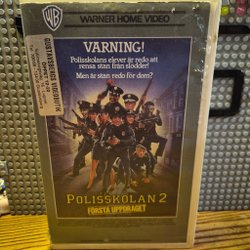 WB WARNER HOME VIDEO
VARNING!
Polisskolans elever är redo att
rensa stan från slödder!
Men är stan redo för dom?
POLISSKOLAN 2
FÖRSTA UPPDRAGET